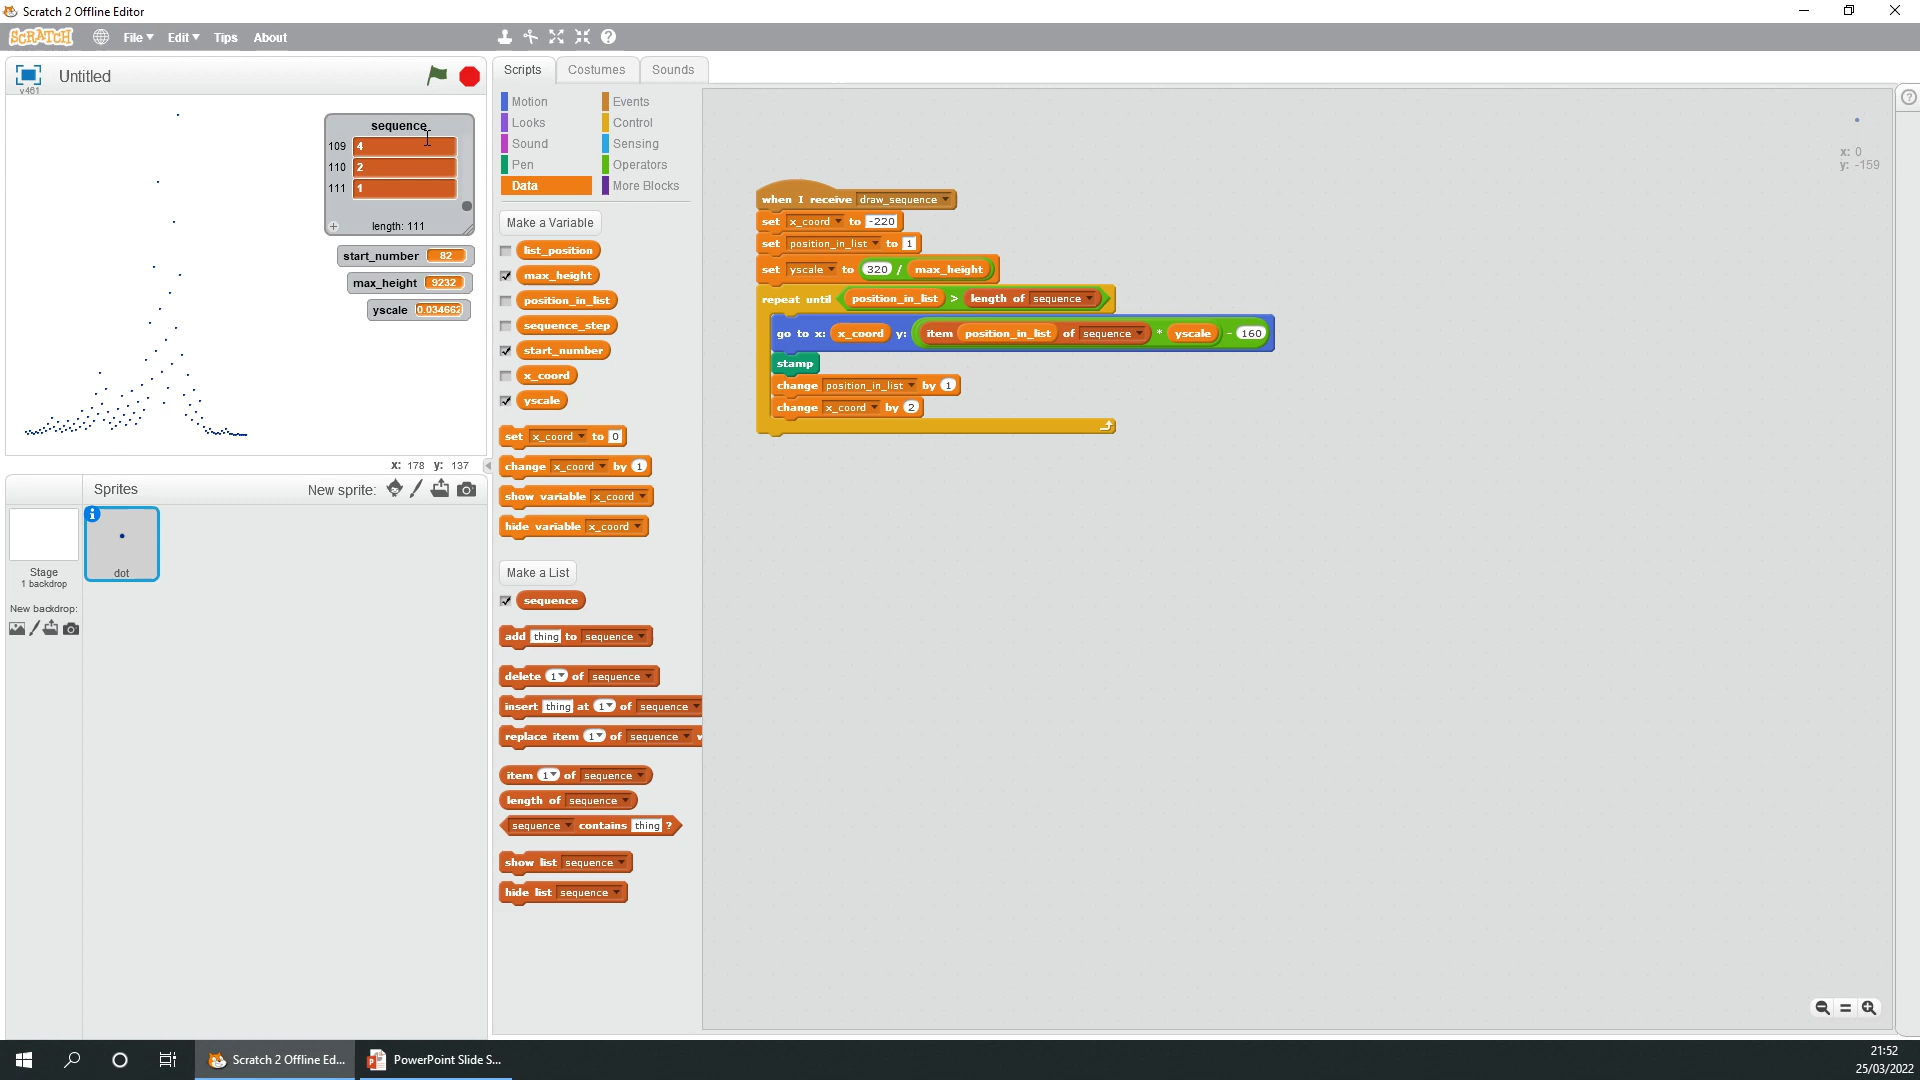 Scratch 2 Offline Editor
SCRATCH File Edit Tips About
Untitled
v461
sequence
109 4
110 2
111 1
+ length: 111
start_number 82
max_height 9232
yscale 0.034662
x: 178 y: 137
Sprites New sprite:
Stage
1 backdrop
New backdrop:
dot
Scripts Costumes Sounds
Motion Events
Looks Control
Sound Sensing
Pen Operators
Data More Blocks
Make a Variable
list_position
max_height
position_in_list
sequence_step
start_number
x_coord
yscale
set x_coord to 0
change x_coord by 1
show variable x_coord
hide variable x_coord
Make a List
sequence
add thing to sequence
delete 1 of sequence
insert thing at 1 of sequence
replace item 1 of sequence w
item 1 of sequence
length of sequence
sequence contains thing ?
show list sequence
hide list sequence
x: 0
y: -159
when I receive draw_sequence
set x_coord to -220
set position_in_list to 1
set yscale to 320 / max_height
repeat until position_in_list > length of sequence
go to x: x_coord y: item position_in_list of sequence * yscale - 160
stamp
change position_in_list by 1
change x_coord by 2
Scratch 2 Offline Ed...
PowerPoint Slide S...
21:52
25/03/2022